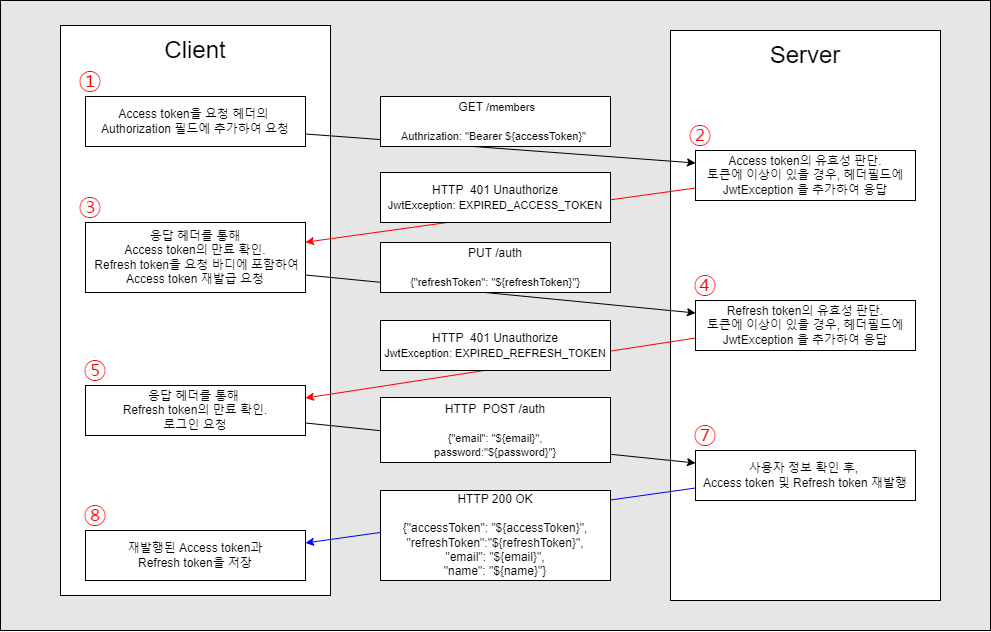 Client
Server
①
Access token을 요청 헤더의
Authorization 필드에 추가하여 요청
GET /members
Authrization: "Bearer ${accessToken}"
②
Access token의 유효성 판단.
토큰에 이상이 있을 경우, 헤더필드에
JwtException 을 추가하여 응답
HTTP  401 Unauthorize
JwtException: EXPIRED_ACCESS_TOKEN
③
응답 헤더를 통해
Access token의 만료 확인.
Refresh token을 요청 바디에 포함하여
Access token 재발급 요청
PUT /auth
{"refreshToken": "${refreshToken}"}
④
Refresh token의 유효성 판단.
토큰에 이상이 있을 경우, 헤더필드에
JwtException 을 추가하여 응답
HTTP  401 Unauthorize
JwtException: EXPIRED_REFRESH_TOKEN
⑤
응답 헤더를 통해
Refresh token의 만료 확인.
로그인 요청
HTTP  POST /auth
{"email": "${email}",
password:"${password}"}
⑦
사용자 정보 확인 후,
Access token 및 Refresh token 재발행
HTTP 200 OK
{"accessToken": "${accessToken}",
"refreshToken":"${refreshToken}",
"email": "${email}",
"name": "${name}"}
⑧
재발행된 Access token과
Refresh token을 저장